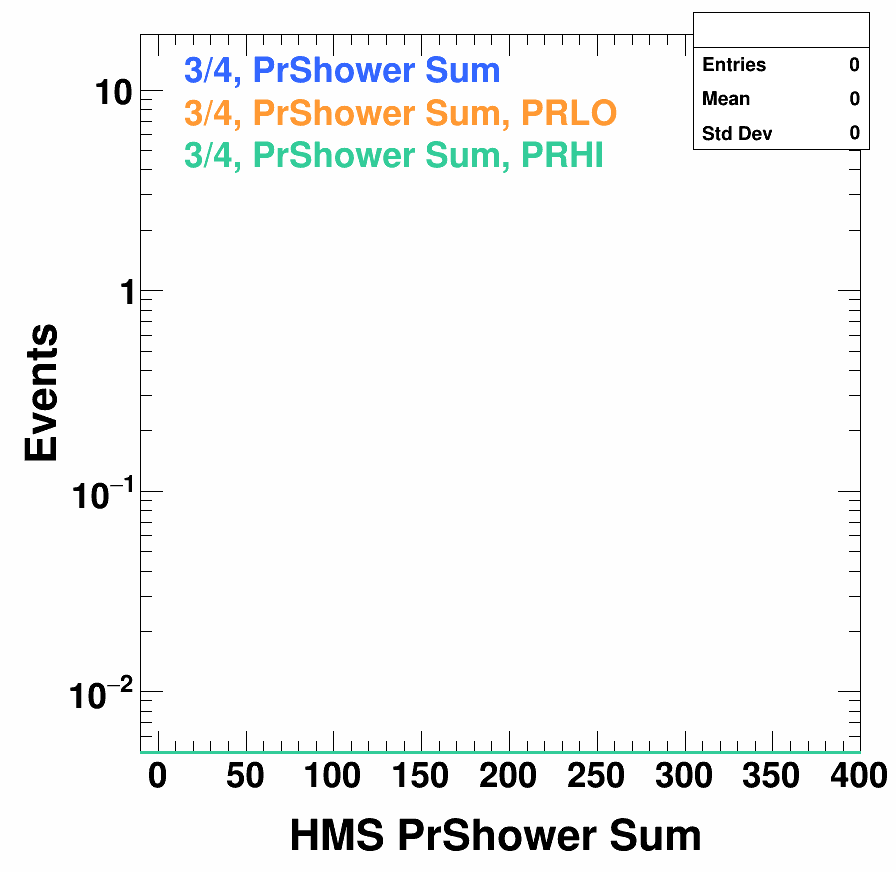 3/4, PrShower Sum
3/4, PrShower Sum, PRLO
3/4, PrShower Sum, PRHI
Entries 0
Mean 0
Std Dev 0
10
1
10⁻¹
10⁻²
Events
0 50 100 150 200 250 300 350 400
HMS PrShower Sum